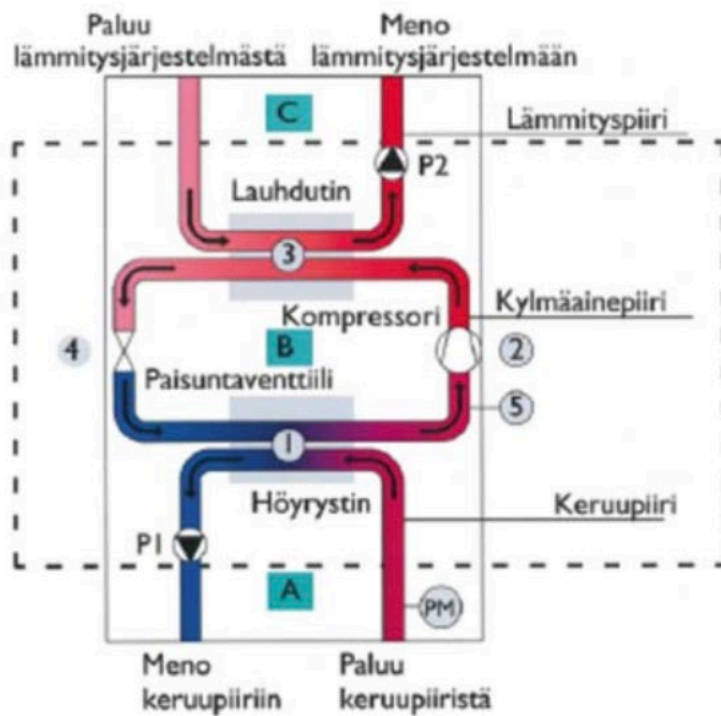 Paluu
lämmitysjärjestelmästä
Meno
lämmitysjärjestelmään
C
Lämmityspiiri
P2
Lauhdutin
3
Kompressori
Kylmäainepiiri
4
B
2
Paisuntaventtiili
5
1
Höyrystin
Keruupiiri
P1
A
PM
Meno
keruupiiriin
Paluu
keruupiiristä